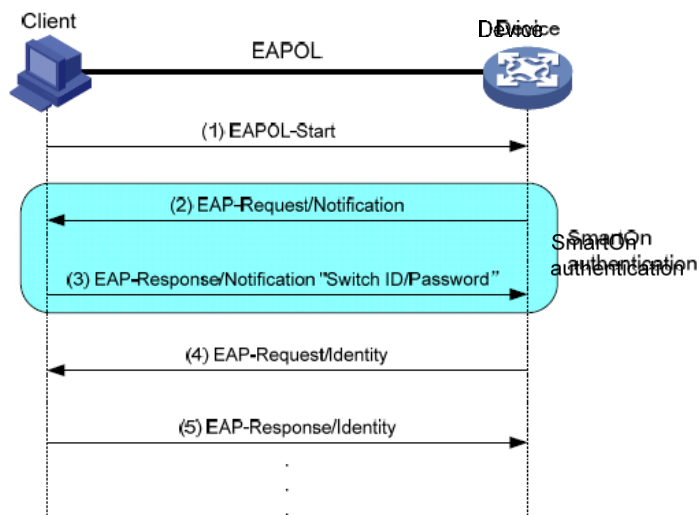 Client
Device
EAPOL
(1) EAPOL-Start
(2) EAP-Request/Notification
SmartOn
authentication
(3) EAP-Response/Notification "Switch ID/Password”
(4) EAP-Request/Identity
(5) EAP-Response/Identity
.
.
.